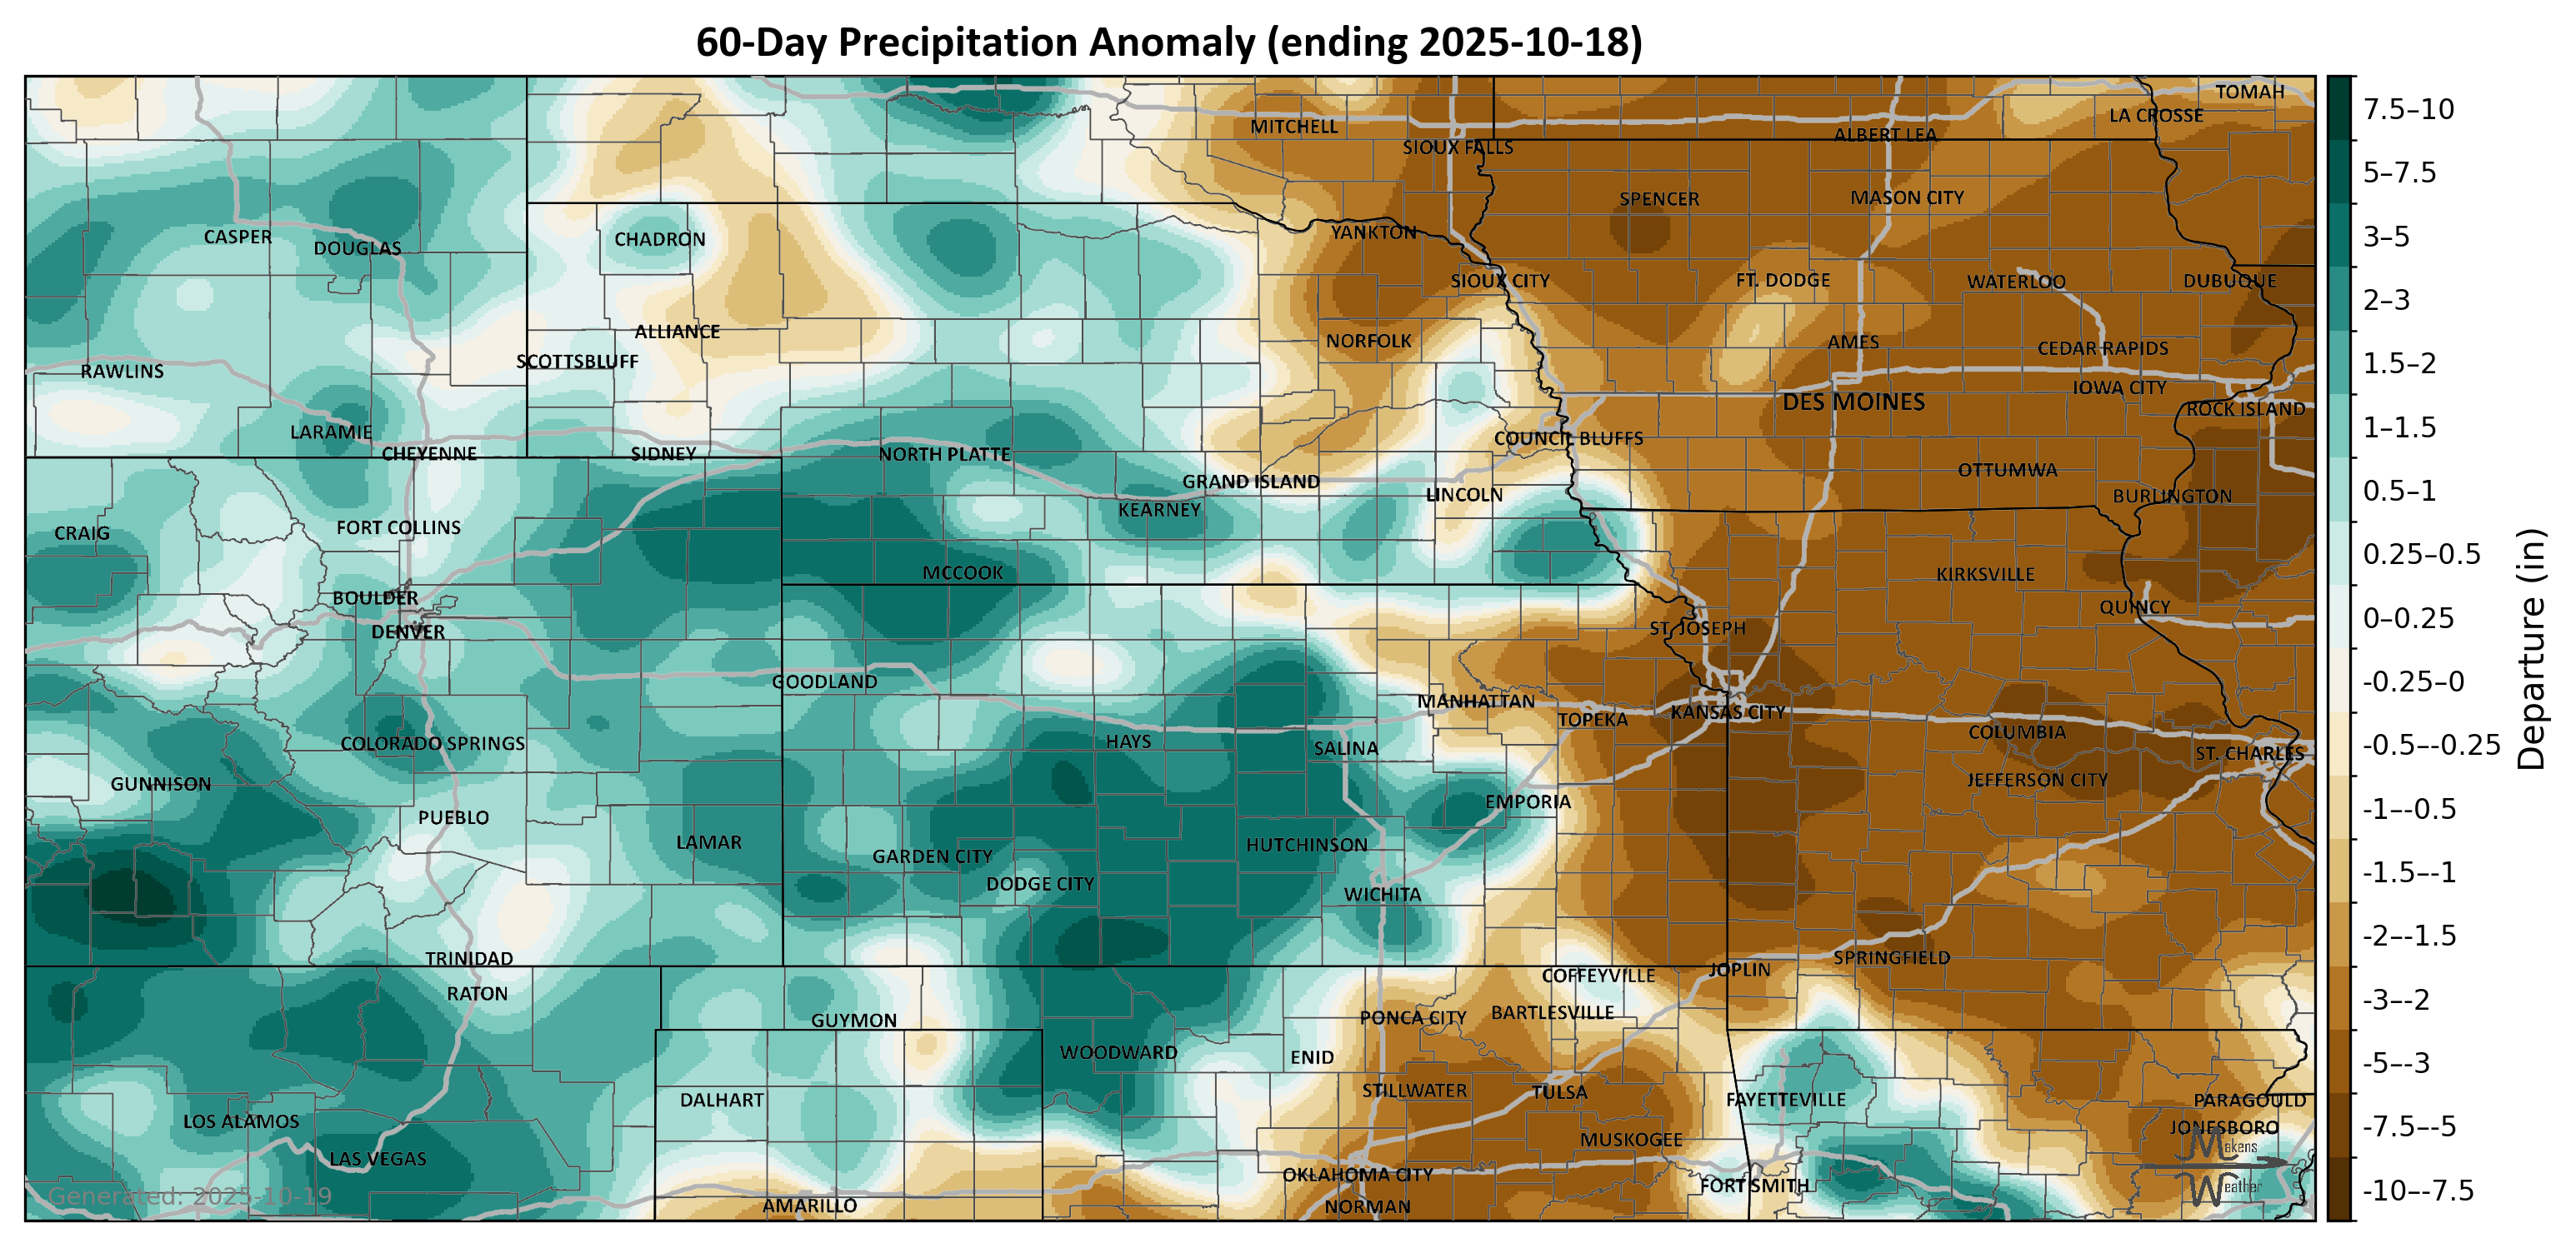 60-Day Precipitation Anomaly (ending 2025-10-18)
TOMAH
LA CROSSE
MITCHELL
ALBERT LEA
SIOUX FALLS
SPENCER
MASON CITY
CASPER
DOUGLAS
CHADRON
YANKTON
SIOUX CITY
FT. DODGE
WATERLOO
DUBUQUE
ALLIANCE
NORFOLK
AMES
CEDAR RAPIDS
SCOTTSBLUFF
RAWLINS
IOWA CITY
DES MOINES
ROCK ISLAND
LARAMIE
COUNCIL BLUFFS
CHEYENNE
SIDNEY
NORTH PLATTE
OTTUMWA
GRAND ISLAND
LINCOLN
BURLINGTON
KEARNEY
CRAIG
FORT COLLINS
MCCOOK
KIRKSVILLE
BOULDER
QUINCY
DENVER
ST. JOSEPH
GOODLAND
MANHATTAN
TOPEKA
KANSAS CITY
COLUMBIA
COLORADO SPRINGS
HAYS
SALINA
ST. CHARLES
GUNNISON
JEFFERSON CITY
EMPORIA
PUEBLO
LAMAR
HUTCHINSON
GARDEN CITY
DODGE CITY
WICHITA
TRINIDAD
SPRINGFIELD
JOPLIN
COFFEYVILLE
RATON
BARTLESVILLE
PONCA CITY
GUYMON
WOODWARD
ENID
STILLWATER
TULSA
DALHART
FAYETTEVILLE
PARAGOULD
LOS ALAMOS
JONESBORO
MUSKOGEE
LAS VEGAS
OKLAHOMA CITY
FORT SMITH
AMARILLO
NORMAN
Generated: 2025-10-19
Makens
Weather
7.5–10
5–7.5
3–5
2–3
1.5–2
1–1.5
0.5–1
0.25–0.5
0–0.25
-0.25–0
-0.5–-0.25
-1–-0.5
-1.5–-1
-2–-1.5
-3–-2
-5–-3
-7.5–-5
-10–-7.5
Departure (in)